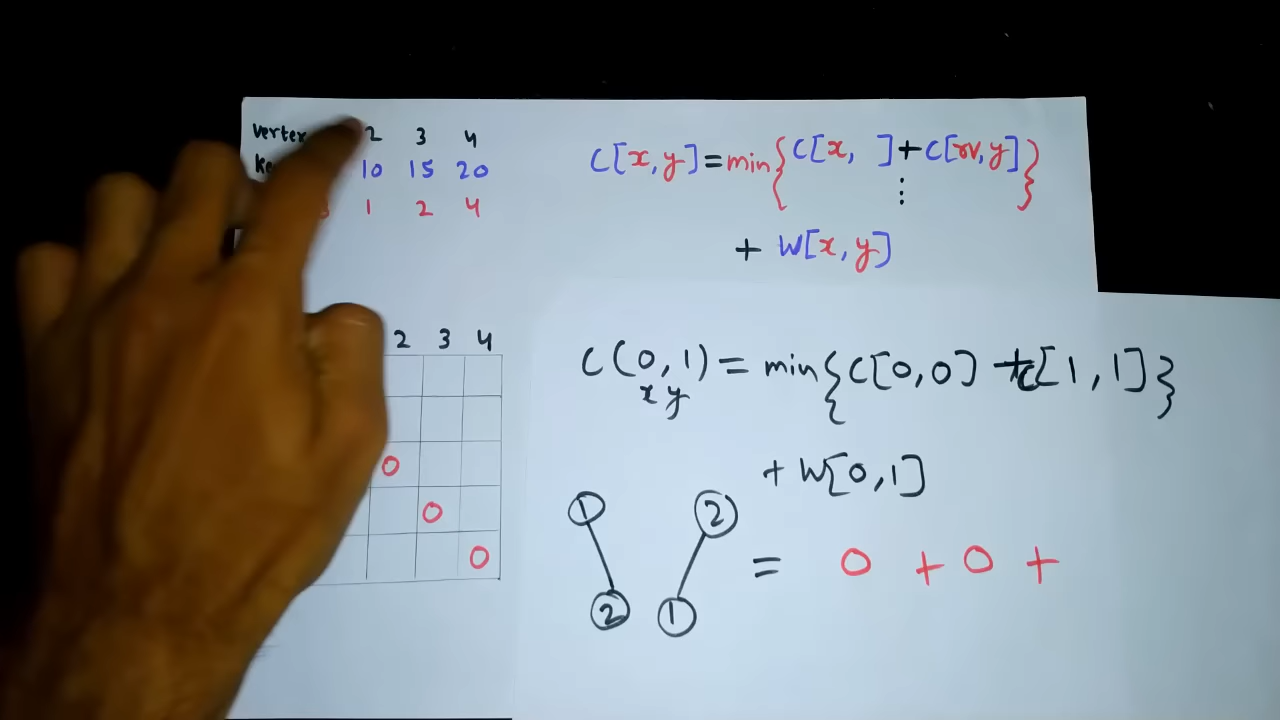 Vertex 2 3 4
10 15 20
1 2 4
C[x,y]=min{C[x, ]+C[rv,y]}
⋮
+ W[x,y]
2 3 4
0
0
0
C(0,1) = min{C[0,0] + C[1,1]}
x y
+ W[0,1]
1 2
2 1
= 0 + 0 +